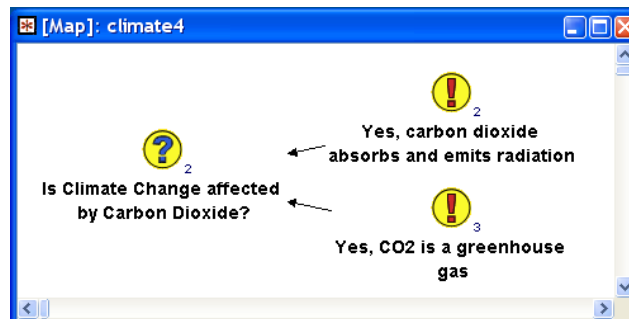 [Map]: climate4
2
Yes, carbon dioxide
absorbs and emits radiation
2
Is Climate Change affected
by Carbon Dioxide?
3
Yes, CO2 is a greenhouse
gas